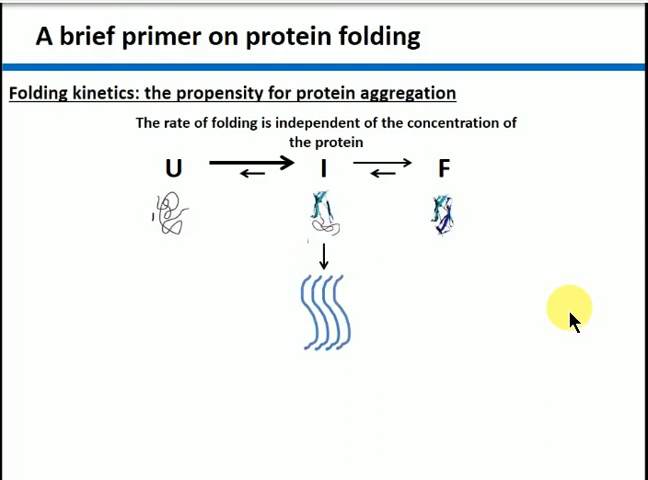 A brief primer on protein folding
Folding kinetics: the propensity for protein aggregation
The rate of folding is independent of the concentration of
the protein
U I F